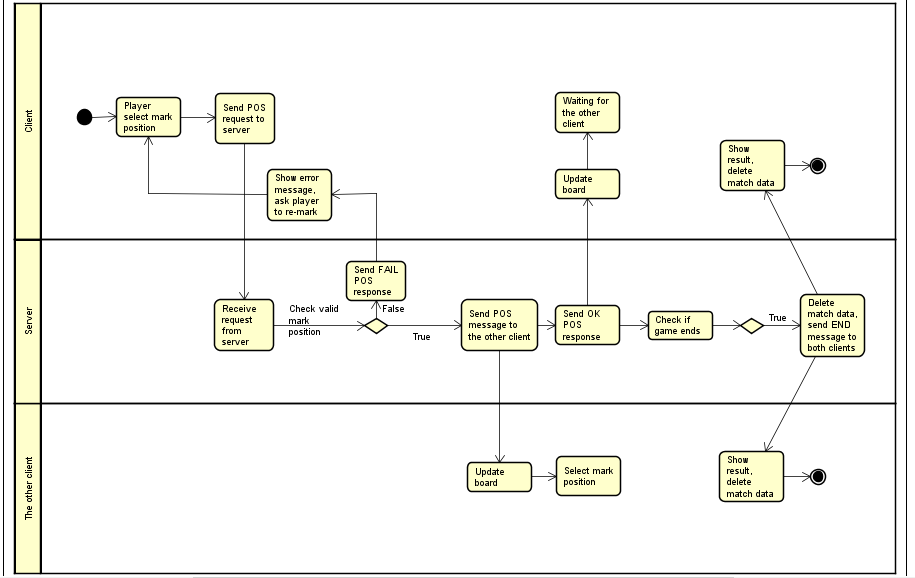 Client
Player
select mark
position
Send POS
request to
server
Show error
message,
ask player
to re-mark
Waiting for
the other
client
Update
board
Show
result,
delete
match data
Server
Receive
request
from
server
Check valid
mark
position
Send FAIL
POS
response
False
True
Send POS
message to
the other client
Send OK
POS
response
Check if
game ends
True
Delete
match data,
send END
message to
both clients
The other client
Update
board
Select mark
position
Show
result,
delete
match data